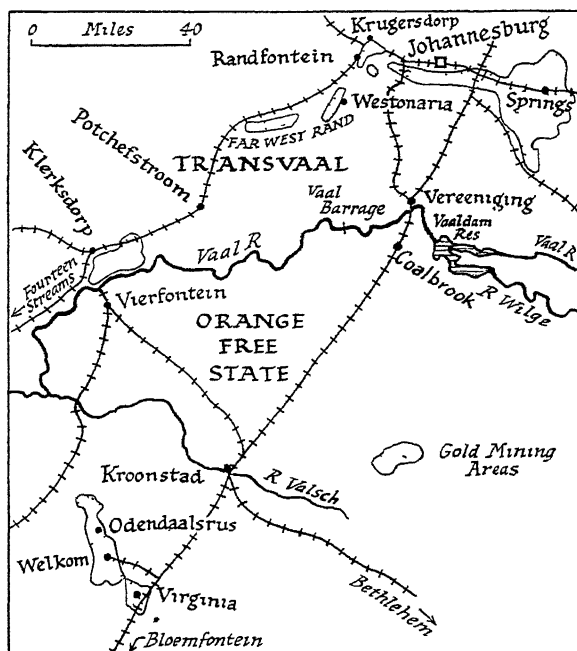 0 Miles 40
Krugersdorp
Johannesburg
Randfontein
Springs
Westonaria
FAR WEST RAND
Potchefstroom
TRANSVAAL
Klerksdorp
Vereeniging
Vaal
Barrage
Vaaldam
Res
Vaal R
Vaal R
Coalbrook
R Wilge
Fourteen
Streams
Vierfontein
ORANGE
FREE
STATE
Gold Mining
Areas
Kroonstad
R Valsch
Odendaalsrus
Welkom
Virginia
Bethlehem
Bloemfontein